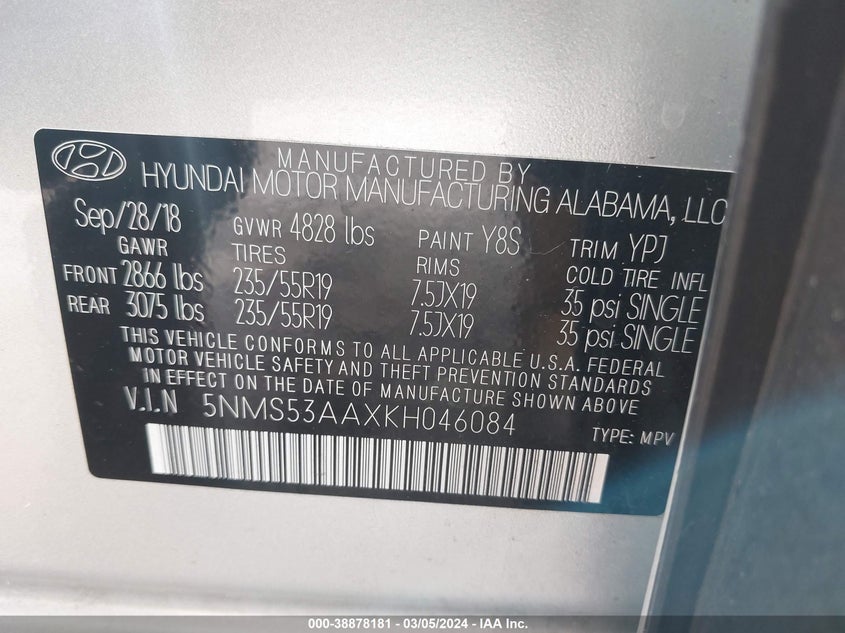 MANUFACTURED BY
HYUNDAI MOTOR MANUFACTURING ALABAMA, LLC
Sep/28/18 GVWR 4828 lbs PAINT Y8S TRIM YPJ
GAWR TIRES RIMS COLD TIRE INFL
FRONT 2866 lbs 235/55R19 7.5JX19 35 psi SINGLE
REAR 3075 lbs 235/55R19 7.5JX19 35 psi SINGLE
THIS VEHICLE CONFORMS TO ALL APPLICABLE U.S.A. FEDERAL
MOTOR VEHICLE SAFETY AND THEFT PREVENTION STANDARDS
IN EFFECT ON THE DATE OF MANUFACTURE SHOWN ABOVE
V.I.N 5NMS53AAXKH046084
TYPE: MPV
000-38878181 - 03/05/2024 - IAA Inc.